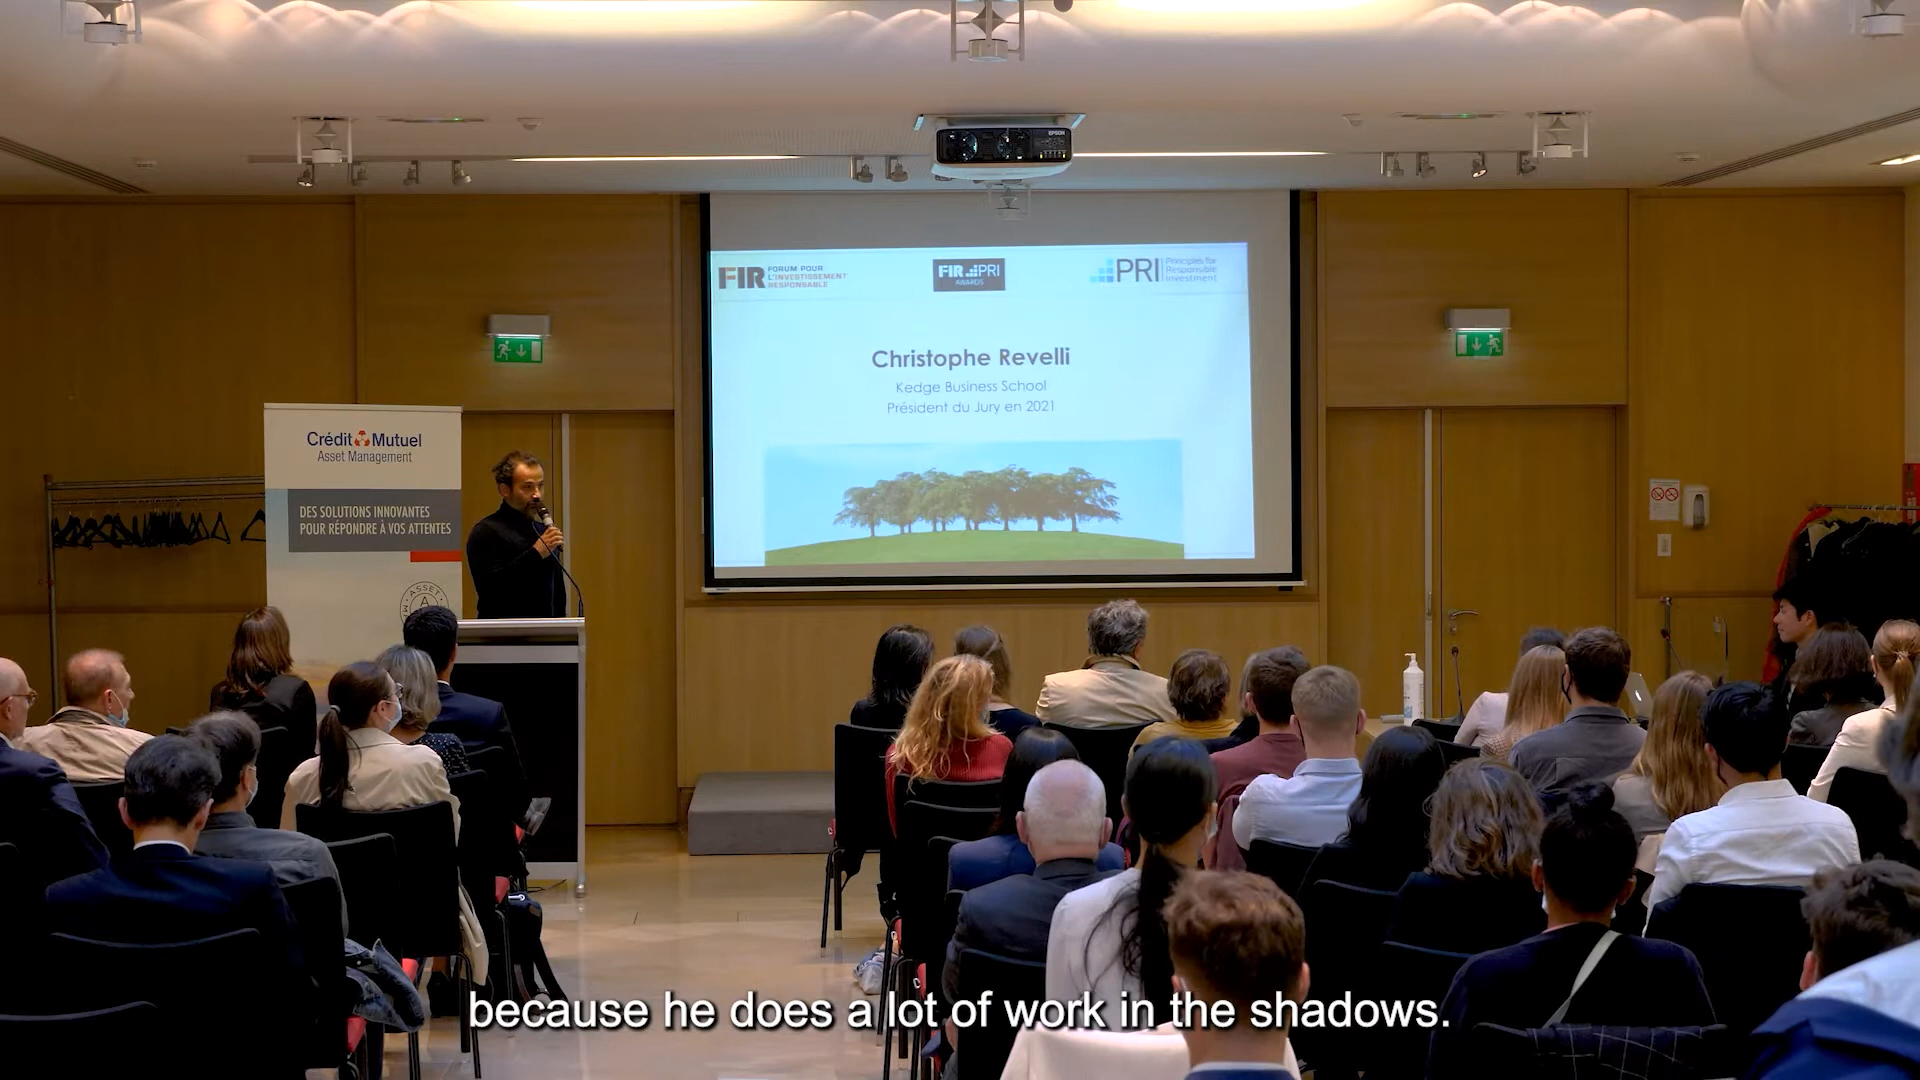 EPSON
FIR FORUM POUR
L'INVESTISSEMENT
RESPONSABLE
FIR PRI
AWARDS
PRI Principles for
Responsible
Investment
Christophe Revelli
Kedge Business School
Président du Jury en 2021
Crédit Mutuel
Asset Management
DES SOLUTIONS INNOVANTES
POUR RÉPONDRE À VOS ATTENTES
ASSET
A
because he does a lot of work in the shadows.